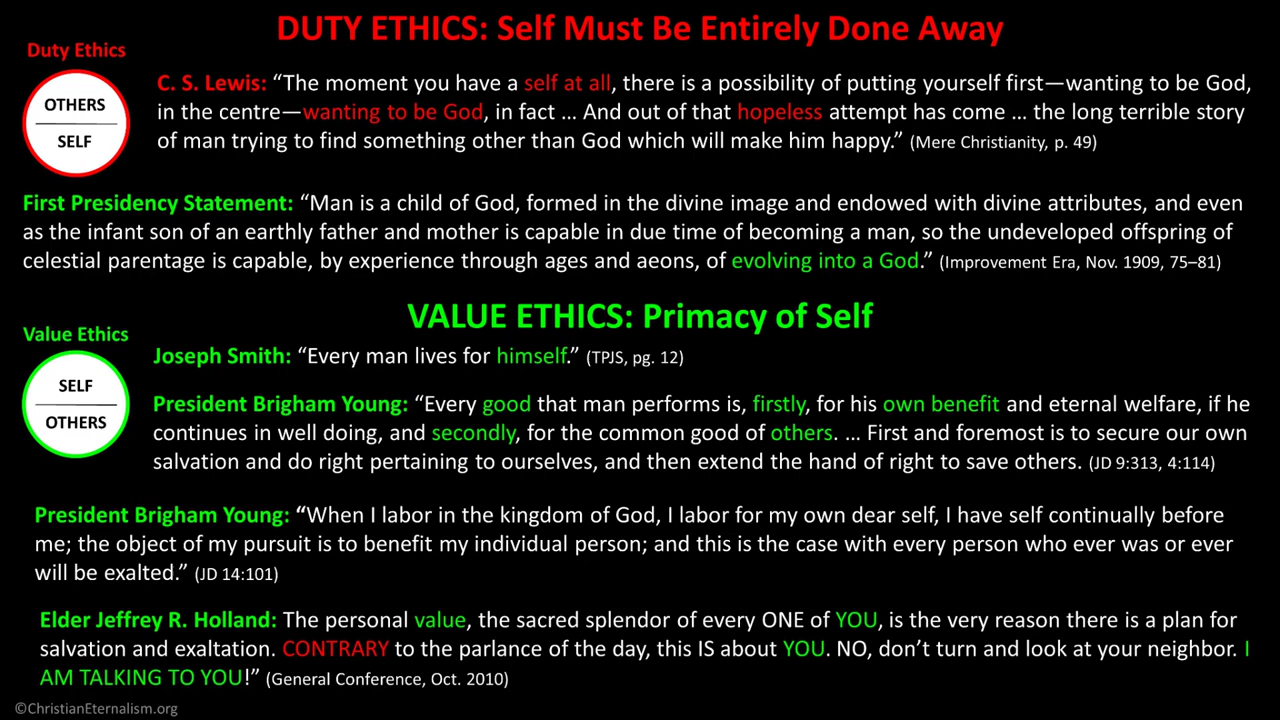 DUTY ETHICS: Self Must Be Entirely Done Away
Duty Ethics
OTHERS
SELF
C. S. Lewis: “The moment you have a self at all, there is a possibility of putting yourself first—wanting to be God,
in the centre—wanting to be God, in fact … And out of that hopeless attempt has come … the long terrible story
of man trying to find something other than God which will make him happy.” (Mere Christianity, p. 49)
First Presidency Statement: “Man is a child of God, formed in the divine image and endowed with divine attributes, and even
as the infant son of an earthly father and mother is capable in due time of becoming a man, so the undeveloped offspring of
celestial parentage is capable, by experience through ages and aeons, of evolving into a God.” (Improvement Era, Nov. 1909, 75–81)
VALUE ETHICS: Primacy of Self
Value Ethics
SELF
OTHERS
Joseph Smith: “Every man lives for himself.” (TPJS, pg. 12)
President Brigham Young: “Every good that man performs is, firstly, for his own benefit and eternal welfare, if he
continues in well doing, and secondly, for the common good of others. … First and foremost is to secure our own
salvation and do right pertaining to ourselves, and then extend the hand of right to save others. (JD 9:313, 4:114)
President Brigham Young: “When I labor in the kingdom of God, I labor for my own dear self, I have self continually before
me; the object of my pursuit is to benefit my individual person; and this is the case with every person who ever was or ever
will be exalted.” (JD 14:101)
Elder Jeffrey R. Holland: The personal value, the sacred splendor of every ONE of YOU, is the very reason there is a plan for
salvation and exaltation. CONTRARY to the parlance of the day, this IS about YOU. NO, don’t turn and look at your neighbor. I
AM TALKING TO YOU!” (General Conference, Oct. 2010)
©ChristianEternalism.org